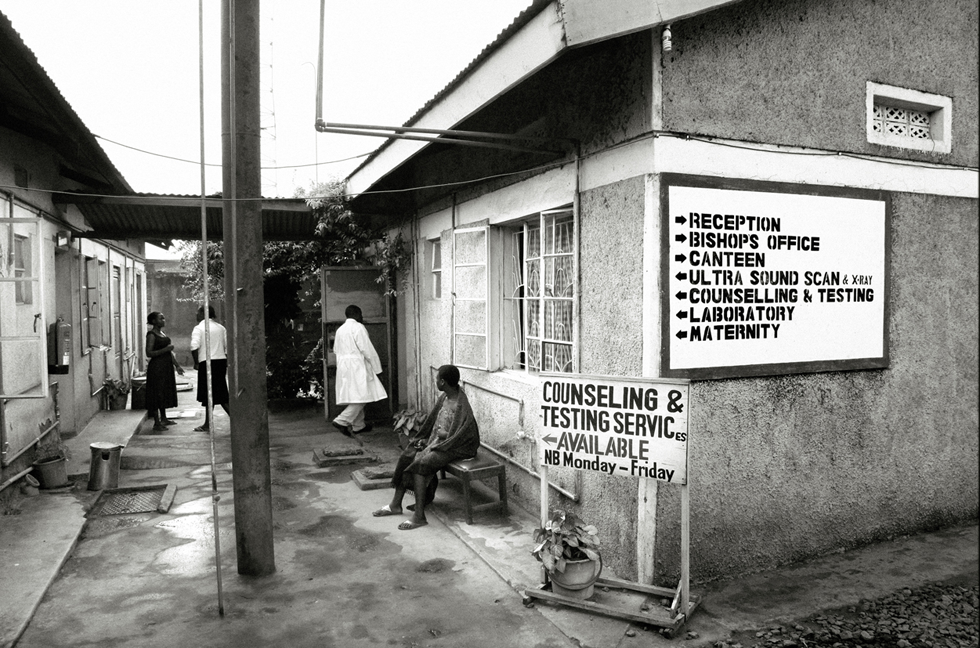 ➡RECEPTION
➡BISHOPS OFFICE
➡CANTEEN
⬅ULTRA SOUND SCAN & X-RAY
⬅COUNSELLING & TESTING
⬅LABORATORY
⬅MATERNITY
COUNSELING &
TESTING SERVICES
←AVAILABLE
NB Monday – Friday